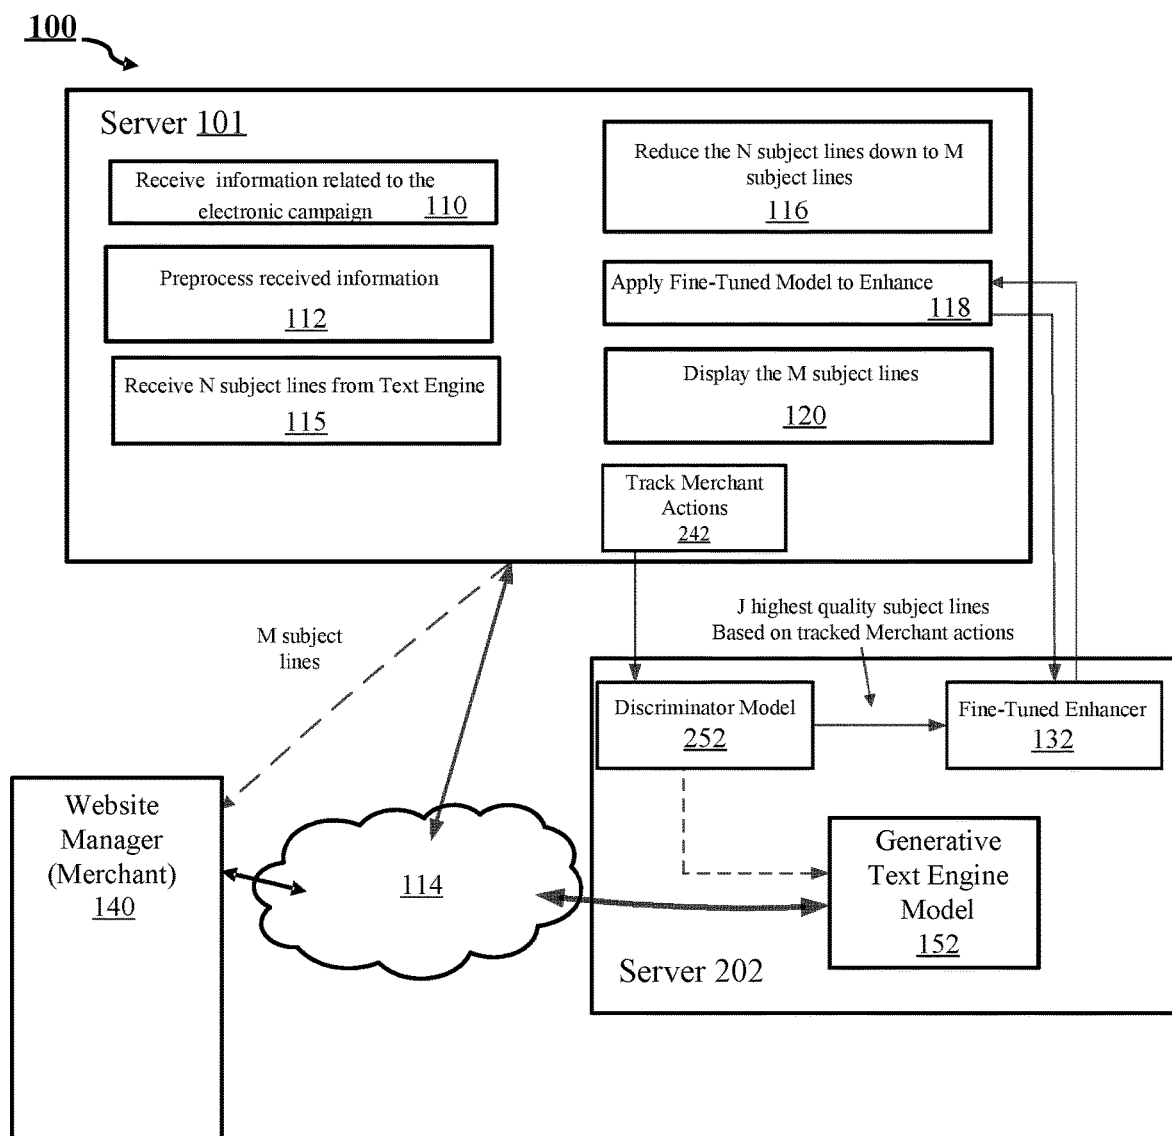 100
Server 101
Receive information related to the
electronic campaign 110
Preprocess received information
112
Receive N subject lines from Text Engine
115
Reduce the N subject lines down to M
subject lines
116
Apply Fine-Tuned Model to Enhance
118
Display the M subject lines
120
Track Merchant
Actions
242
M subject
lines
J highest quality subject lines
Based on tracked Merchant actions
Discriminator Model
252
Fine-Tuned Enhancer
132
Website
Manager
(Merchant)
140
114
Generative
Text Engine
Model
152
Server 202